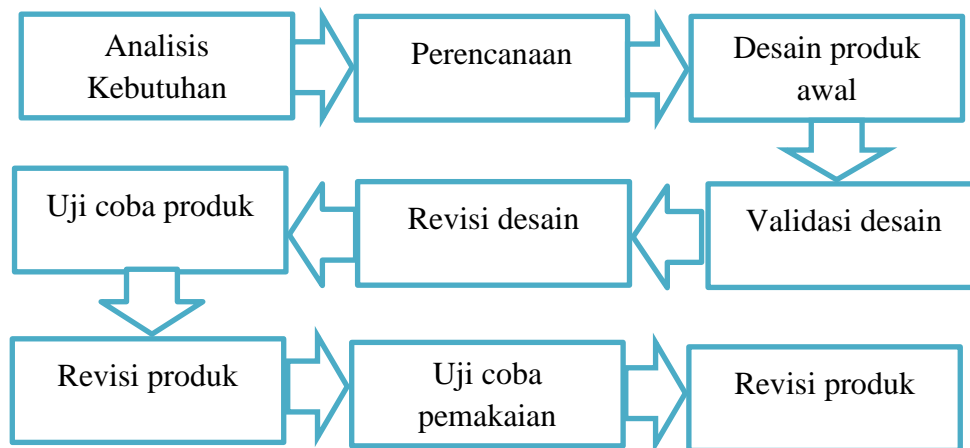 Analisis
Kebutuhan
Perencanaan
Desain produk
awal
Validasi desain
Revisi desain
Uji coba produk
Revisi produk
Uji coba
pemakaian
Revisi produk